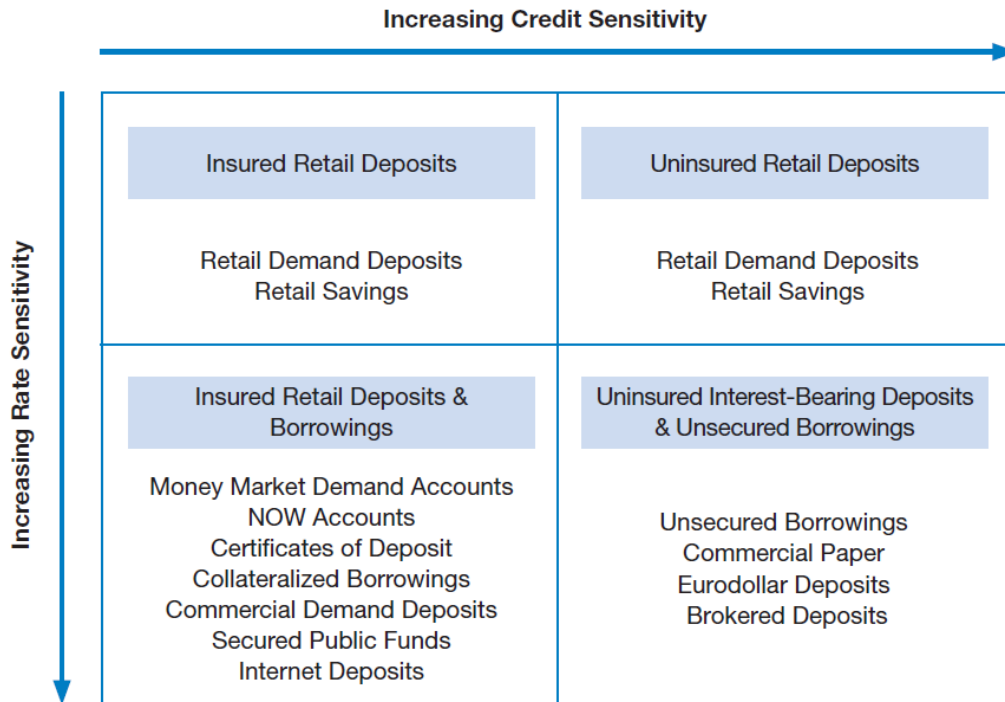 Increasing Credit Sensitivity
Increasing Rate Sensitivity
Insured Retail Deposits
Retail Demand Deposits
Retail Savings
Uninsured Retail Deposits
Retail Demand Deposits
Retail Savings
Insured Retail Deposits &
Borrowings
Money Market Demand Accounts
NOW Accounts
Certificates of Deposit
Collateralized Borrowings
Commercial Demand Deposits
Secured Public Funds
Internet Deposits
Uninsured Interest-Bearing Deposits
& Unsecured Borrowings
Unsecured Borrowings
Commercial Paper
Eurodollar Deposits
Brokered Deposits